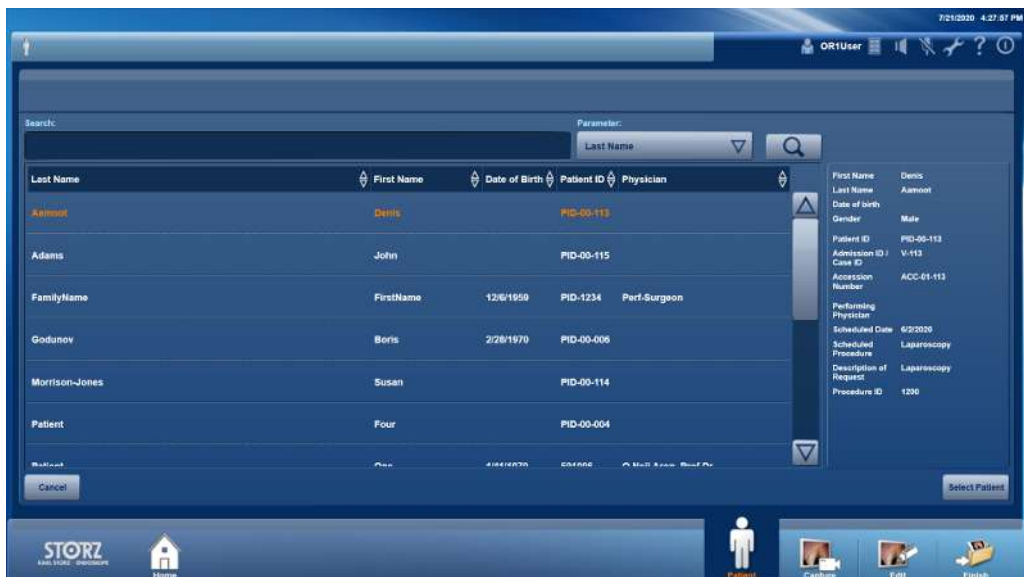 7/21/2020 4:27:57 PM
OR1User
Search:
Parameter:
Last Name
Last Name First Name Date of Birth Patient ID Physician
Aamoot Denis PID-00-113
Adams John PID-00-115
FamilyName FirstName 12/6/1959 PID-1234 Perf-Surgeon
Godunov Boris 2/28/1970 PID-00-006
Morrison-Jones Susan PID-00-114
Patient Four PID-00-004
Patient One
First Name Denis
Last Name Aamoot
Date of birth
Gender Male
Patient ID PID-00-113
Admission ID / V-113
Case ID
Accession ACC-01-113
Number
Performing
Physician
Scheduled Date 6/2/2020
Scheduled Laparoscopy
Procedure
Description of Laparoscopy
Request
Procedure ID 1200
Cancel
Select Patient
STORZ
KARL STORZ - ENDOSKOPE
Home
Patient
Capture
Edit
Finish